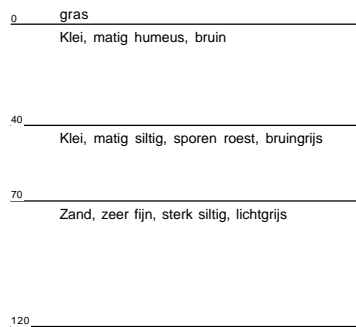 gras
0
Klei, matig humeus, bruin
40
Klei, matig siltig, sporen roest, bruingrijs
70
Zand, zeer fijn, sterk siltig, lichtgrijs
120